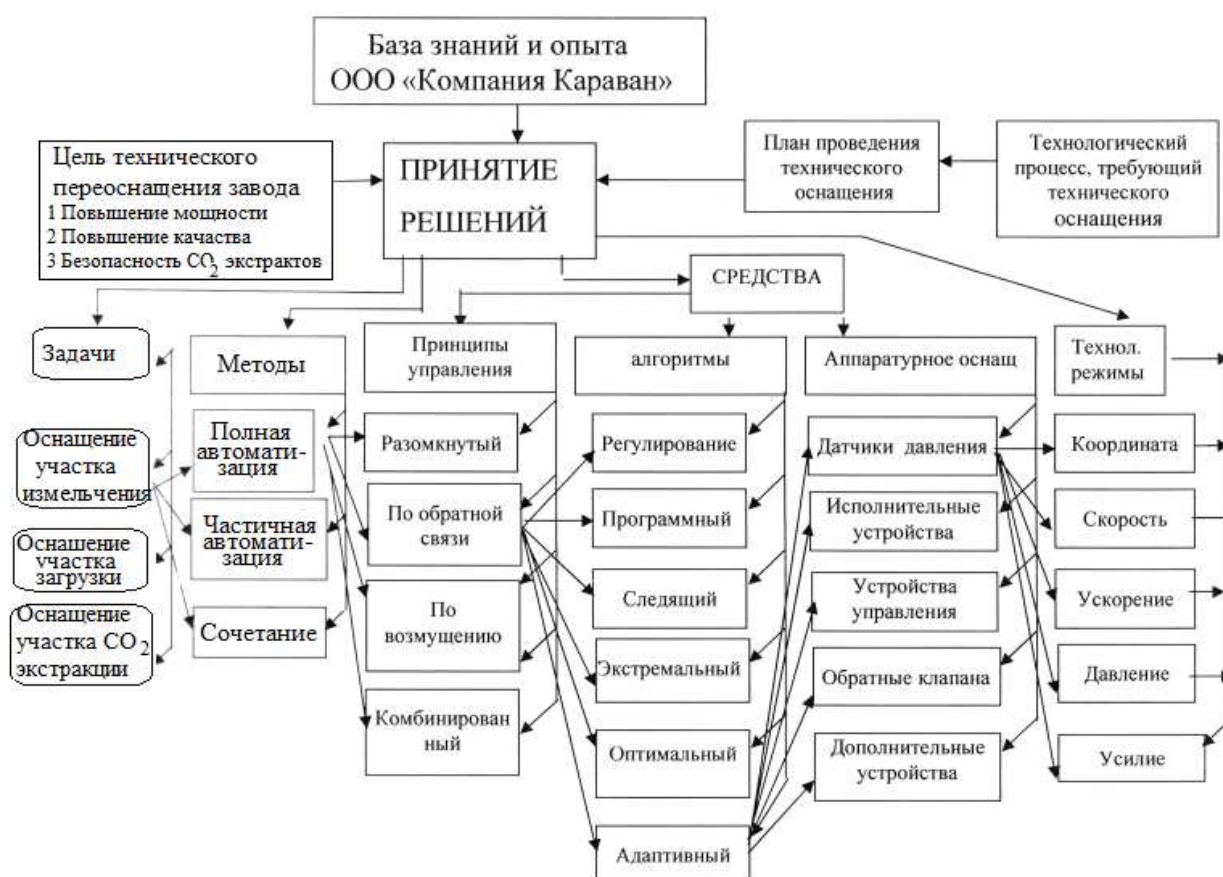 База знаний и опыта
ООО «Компания Караван»
Цель технического
переоснащения завода
1 Повышение мощности
2 Повышение качества
3 Безопасность CO2 экстрактов
ПРИНЯТИЕ
РЕШЕНИЙ
План проведения
технического
оснащения
Технологический
процесс, требующий
технического
оснащения
СРЕДСТВА
Задачи
Методы
Принципы
управления
алгоритмы
Аппаратурное оснащ
Технол.
режимы
Оснащение
участка
измельчения
Оснашение
участка
загрузки
Оснащение
участка CO2
экстракции
Полная
автомати-
зация
Частичная
автомати-
зация
Сочетание
Разомкнутый
По обратной
связи
По
возмущению
Комбинирован
ный
Регулирование
Программный
Следящий
Экстремальный
Оптимальный
Адаптивный
Датчики давления
Исполнительные
устройства
Устройства
управления
Обратные клапана
Дополнительные
устройства
Координата
Скорость
Ускорение
Давление
Усилие